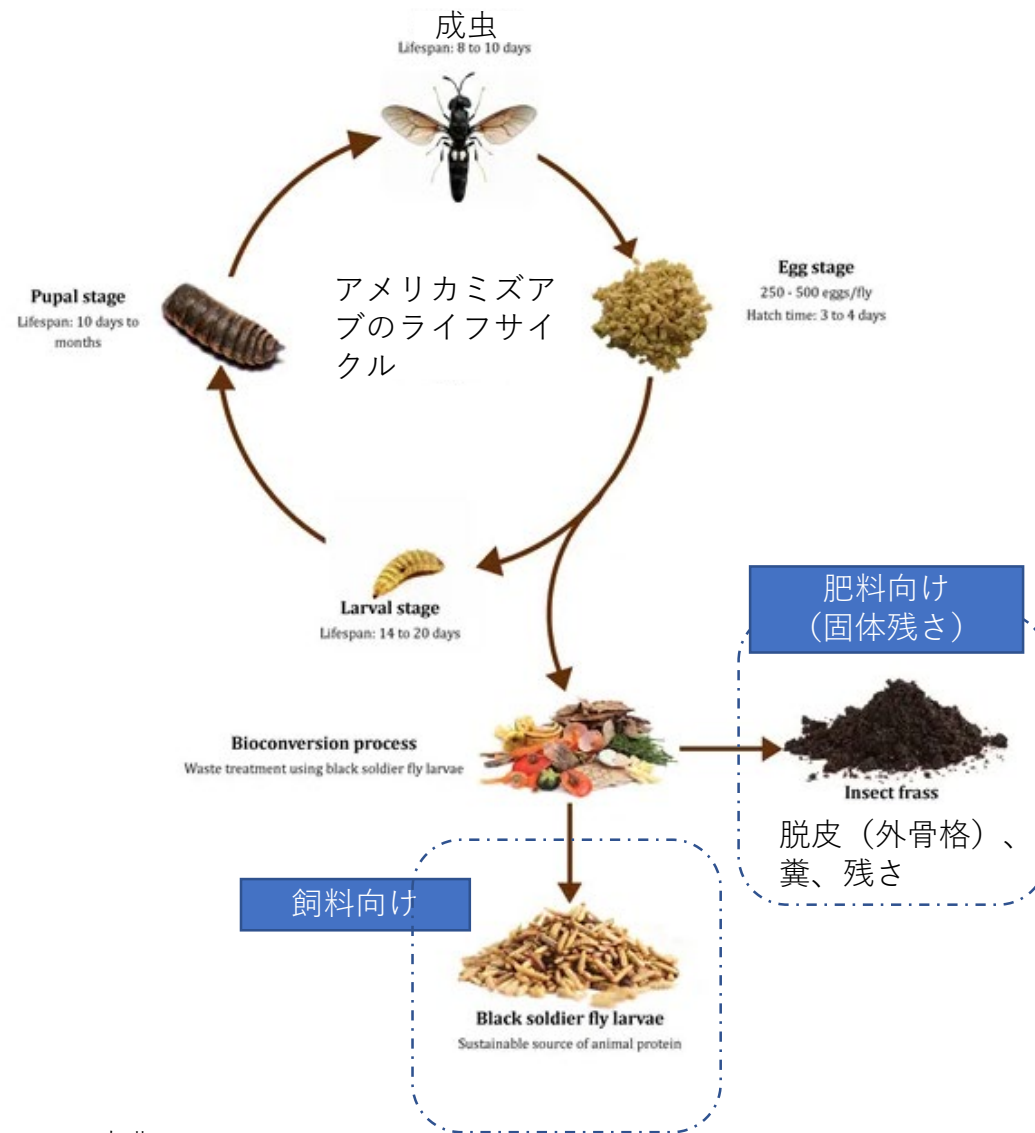 成虫
Lifespan: 8 to 10 days
アメリカミズア
ブのライフサイ
クル
Egg stage
250 - 500 eggs/fly
Hatch time: 3 to 4 days
Pupal stage
Lifespan: 10 days to
months
Larval stage
Lifespan: 14 to 20 days
肥料向け
（固体残さ）
Bioconversion process
Waste treatment using black soldier fly larvae
Insect frass
脱皮（外骨格）、
糞、残さ
飼料向け
Black soldier fly larvae
Sustainable source of animal protein